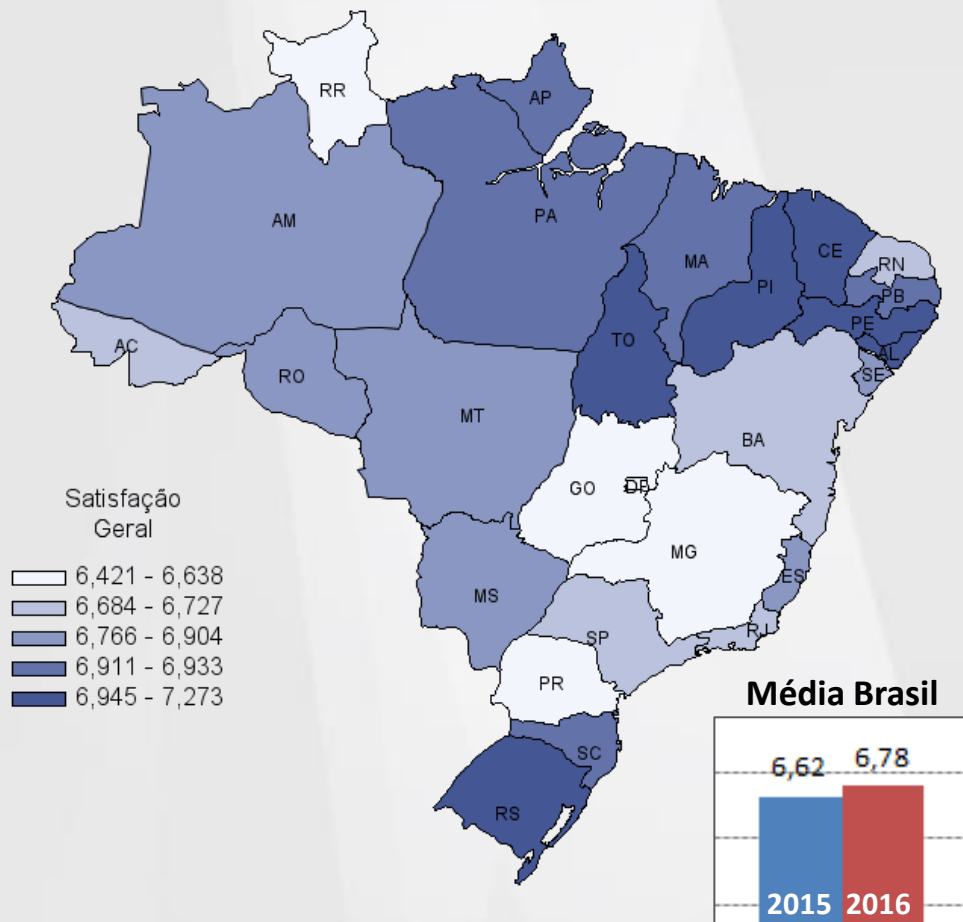 RR
AP
AM
PA
MA
CE
RN
PI
PB
PE
TO
AL
AC
SE
RO
MT
BA
GO
DF
MG
MS
ES
SP
RJ
PR
SC
RS
Satisfação
Geral
6,421 - 6,638
6,684 - 6,727
6,766 - 6,904
6,911 - 6,933
6,945 - 7,273
Média Brasil
6,62 6,78
2015 2016